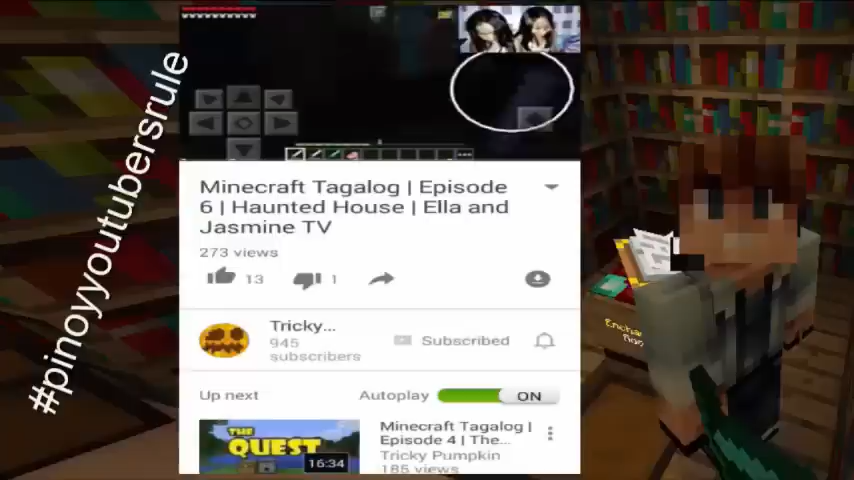 #pinoyyoutubersrule
Minecraft Tagalog | Episode
6 | Haunted House | Ella and
Jasmine TV
273 views
13
1
Tricky...
945
subscribers
Subscribed
Up next
Autoplay
ON
THE
QUEST
16:34
Minecraft Tagalog |
Episode 4 | The...
Tricky Pumpkin
185 views